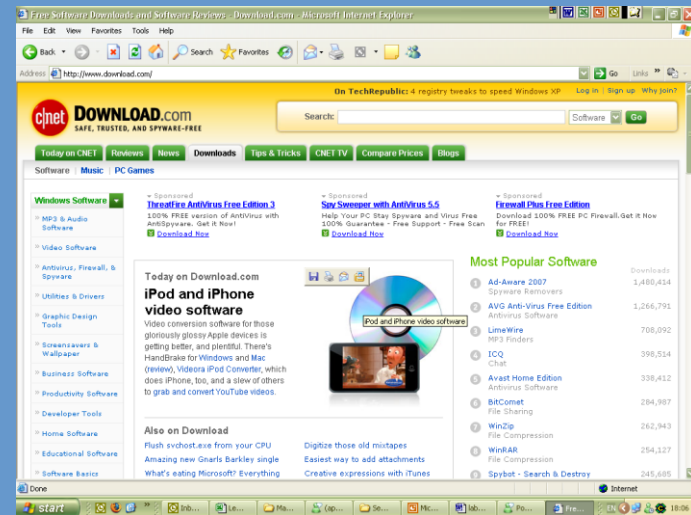 Free Software Downloads and Software Reviews - Download.com - Microsoft Internet Explorer
File Edit View Favorites Tools Help
Back Search Favorites
Address http://www.download.com/ Go Links »
On TechRepublic: 4 registry tweaks to speed Windows XP Log in | Sign up Why join?
c|net DOWNLOAD.com
SAFE, TRUSTED, AND SPYWARE-FREE
Search: Software Go
Today on CNET Reviews News Downloads Tips & Tricks CNET TV Compare Prices Blogs
Software | Music | PC Games
Windows Software
MP3 & Audio
Software
Video Software
Antivirus, Firewall, &
Spyware
Utilities & Drivers
Graphic Design
Tools
Screensavers &
Wallpaper
Business Software
Productivity Software
Developer Tools
Home Software
Educational Software
Software Basics
Sponsored
ThreatFire AntiVirus Free Edition 3
100% FREE version of AntiVirus with
AntiSpyware. Get it Now!
Download Now
Sponsored
Spy Sweeper with AntiVirus 5.5
Help Your PC Stay Spyware and Virus Free
100% Guarantee - Free Support - Free Scan
Download Now
Sponsored
Firewall Plus Free Edition
Download 100% FREE PC Firewall.Get it Now
for FREE!
Download Now
Today on Download.com
iPod and iPhone
video software
Video conversion software for those
gloriously glossy Apple devices is
getting better, and plentiful. There's
HandBrake for Windows and Mac
(review), Videora iPod Converter, which
does iPhone, too, and a slew of others
to grab and convert YouTube videos.
iPod and iPhone video software
Also on Download
Flush svchost.exe from your CPU
Amazing new Gnarls Barkley single
What's eating Microsoft? Everything
Digitize those old mixtapes
Easiest way to add attachments
Creative expressions with iTunes
Most Popular Software
Downloads
1 Ad-Aware 2007 1,480,414
Spyware Removers
2 AVG Anti-Virus Free Edition 1,266,791
Antivirus Software
3 LimeWire 708,092
MP3 Finders
4 ICQ 398,514
Chat
5 Avast Home Edition 338,412
Antivirus Software
6 BitComet 284,987
File Sharing
7 WinZip 262,943
File Compression
8 WinRAR 254,127
File Compression
9 Spybot - Search & Destroy 245,685
Done Internet
start » Inb... Le... Ma... (ap... Se... Mic... lab... Po... Fre... EN 18:06